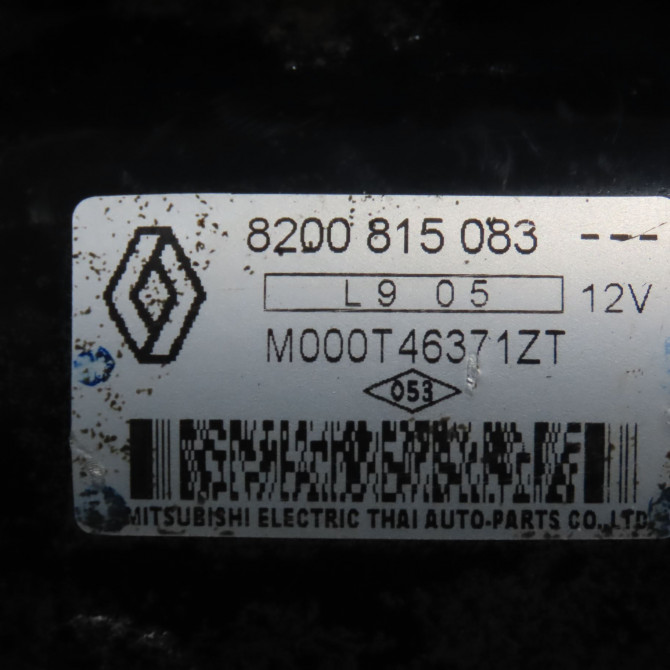 8200 815 083 ---
L9 05 12V
M000T46371ZT
053
MITSUBISHI ELECTRIC THAI AUTO-PARTS CO.,LTD.